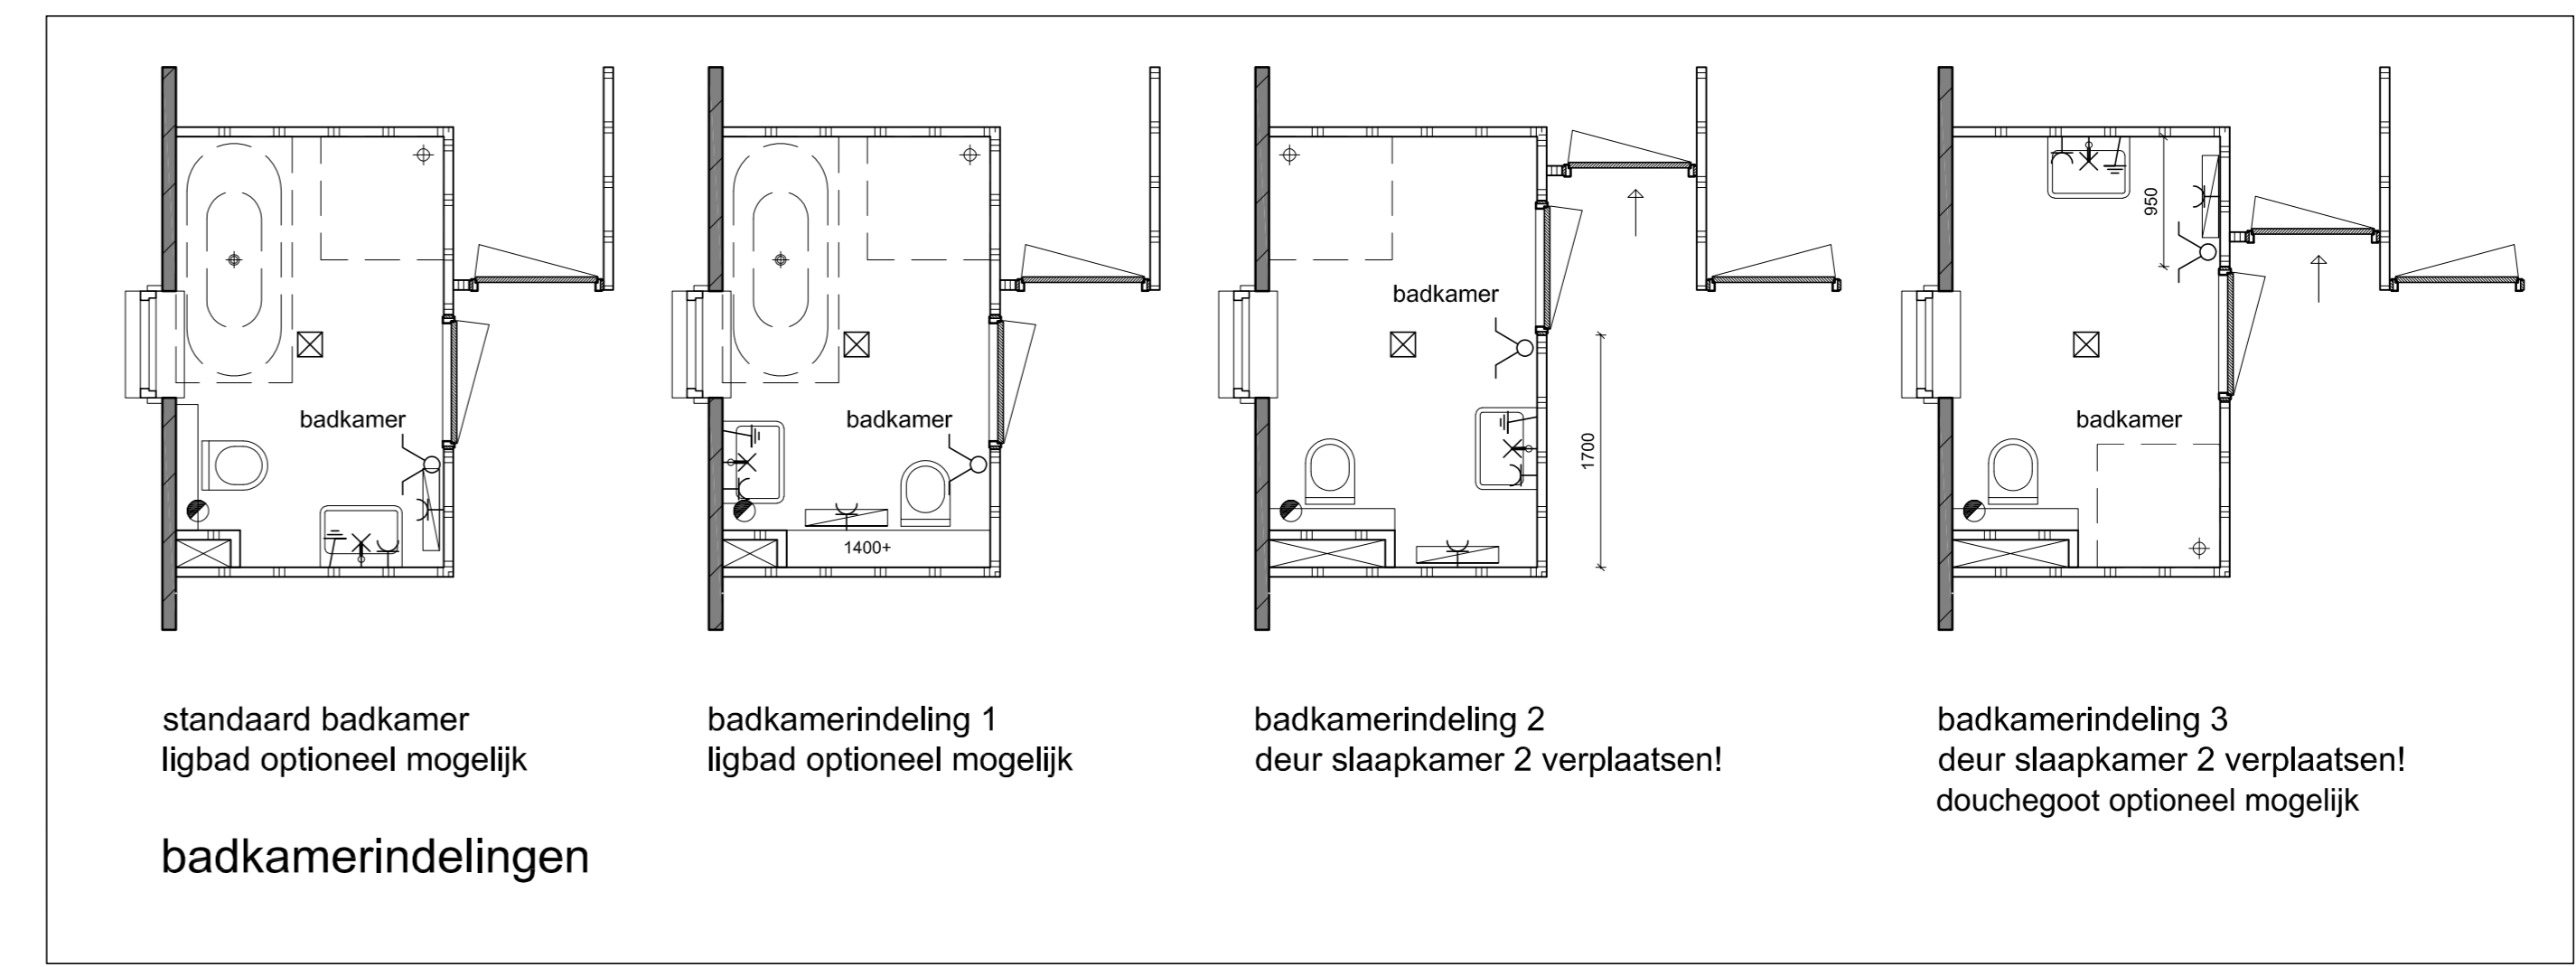 badkamer
badkamer
1400+
badkamer
1700
950
badkamer
standaard badkamer
ligbad optioneel mogelijk
badkamerindeling 1
ligbad optioneel mogelijk
badkamerindeling 2
deur slaapkamer 2 verplaatsen!
badkamerindeling 3
deur slaapkamer 2 verplaatsen!
douchegoot optioneel mogelijk
badkamerindelingen